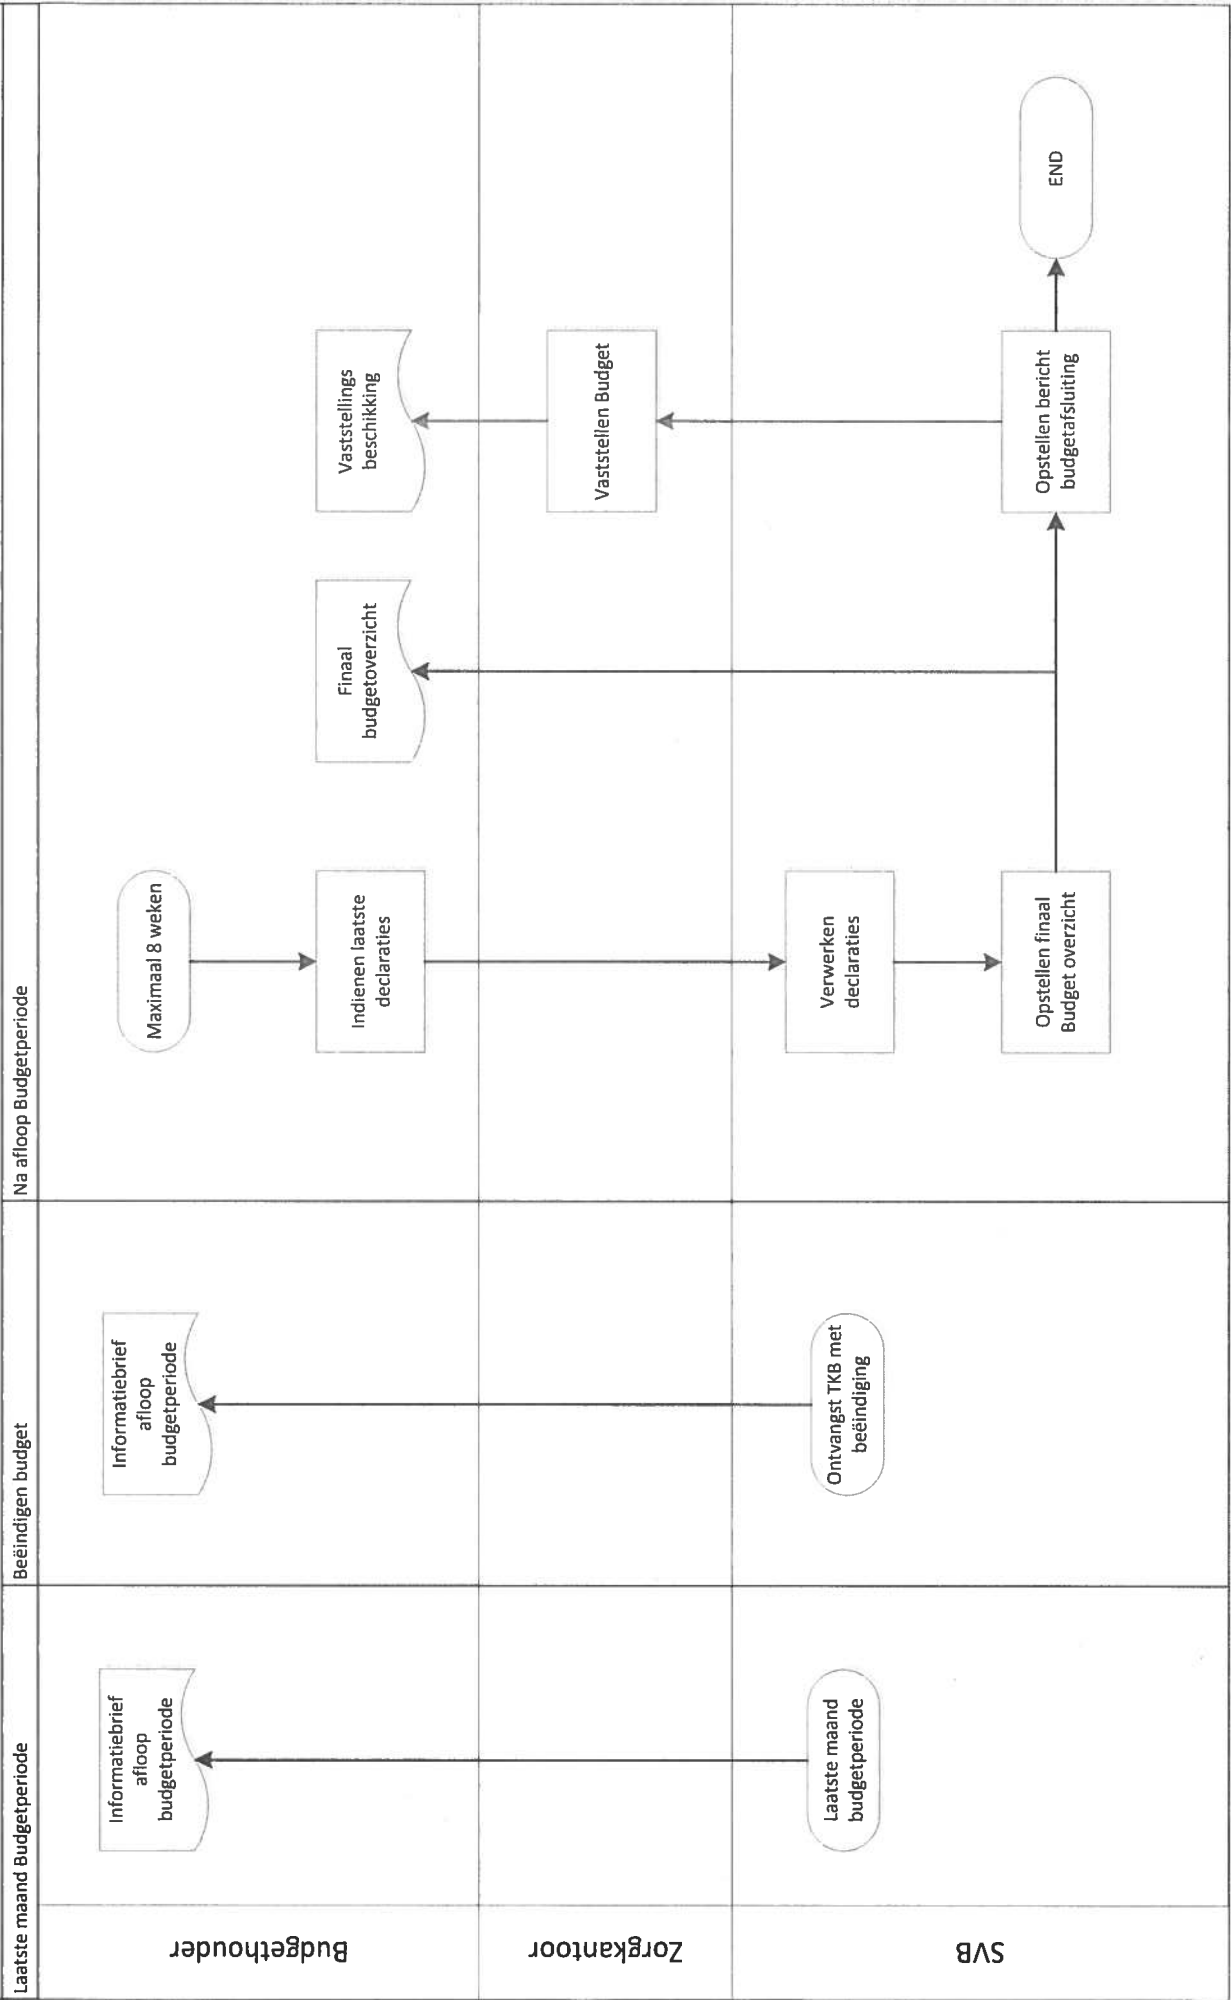 Laatste maand Budgetperiode
Beëindigen budget
Na afloop Budgetperiode
Budgethouder
Informatiebrief
afloop
budgetperiode
Informatiebrief
afloop
budgetperiode
Maximaal 8 weken
Indienen laatste
declaraties
Finaal
budgetoverzicht
Vaststellings
beschikking
Zorgkantoor
Vaststellen Budget
SVB
Laatste maand
budgetperiode
Ontvangst TKB met
beëindiging
Verwerken
declaraties
Opstellen finaal
Budget overzicht
Opstellen bericht
budgetafsluiting
END